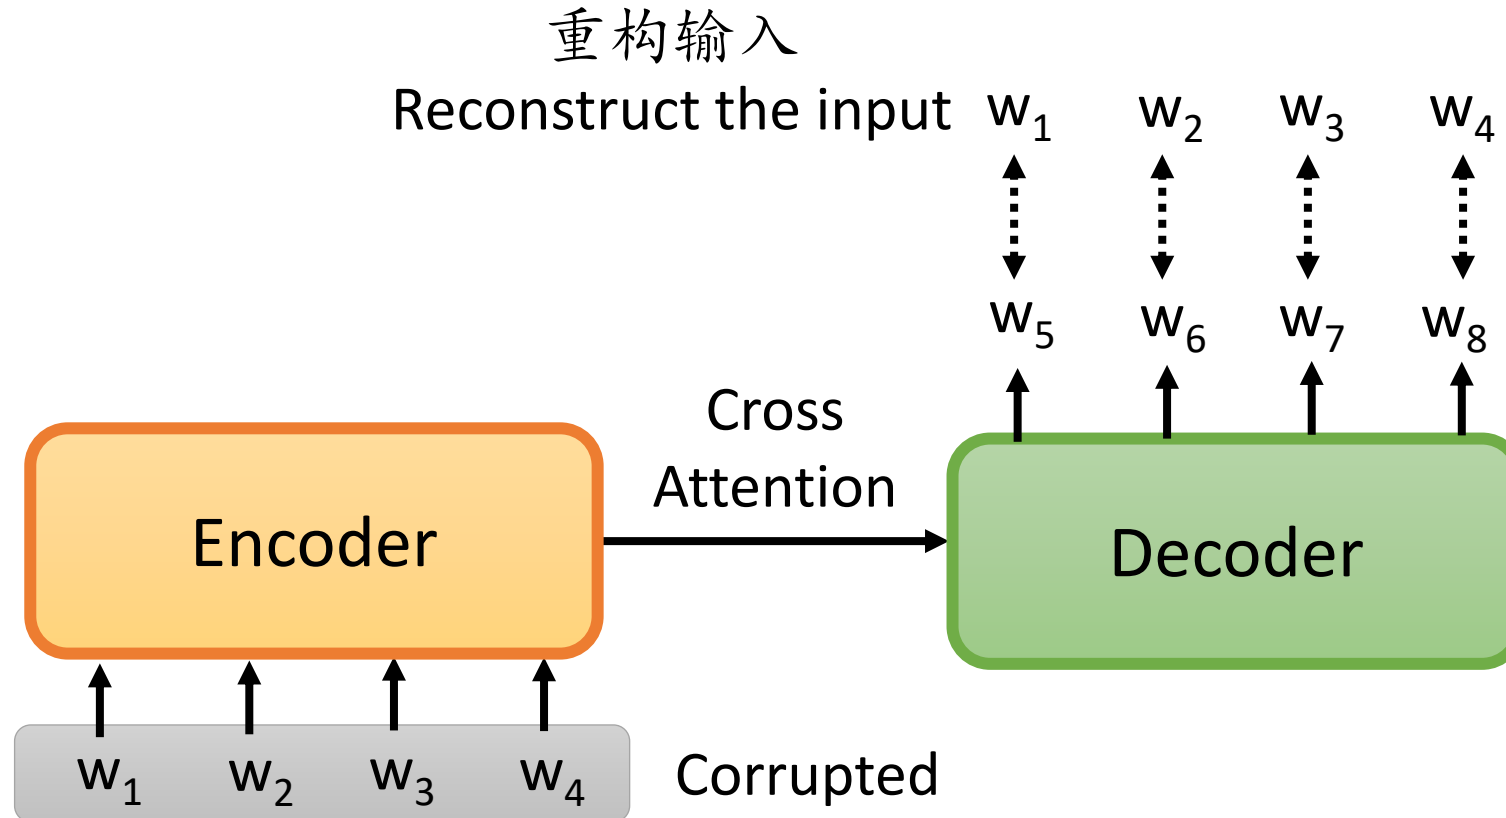 重构输入
Reconstruct the input w₁ w₂ w₃ w₄
w₅ w₆ w₇ w₈
Cross
Attention
Encoder
Decoder
w₁ w₂ w₃ w₄ Corrupted